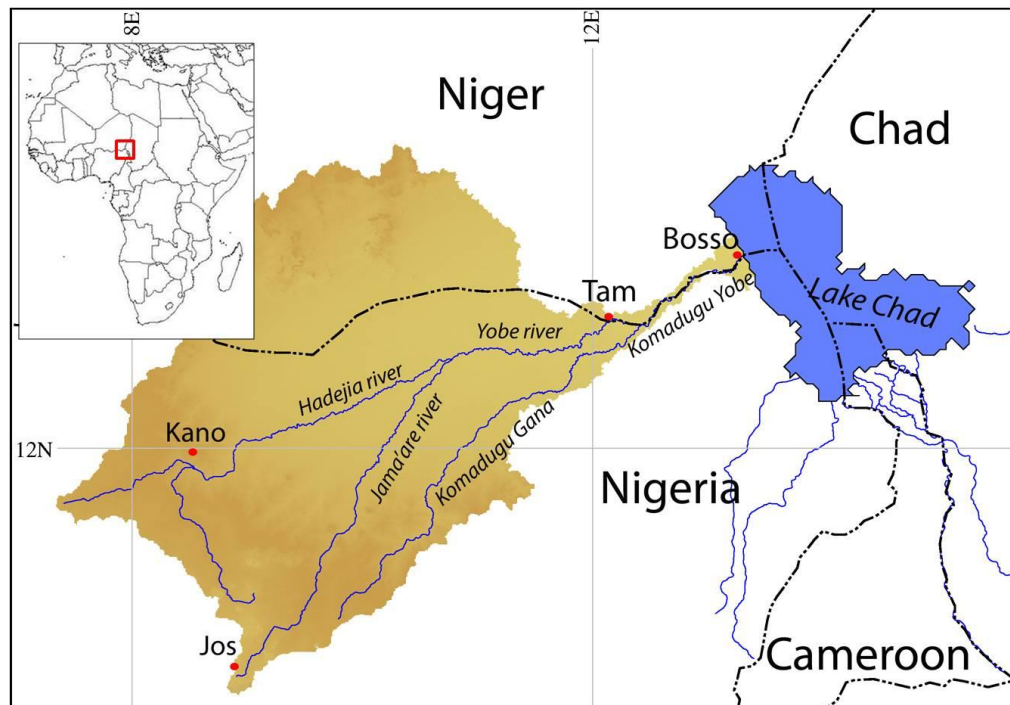 8E
12E
Niger
Chad
Bosso
Tam
Lake Chad
Komadugu Yobe
Yobe river
Hadejia river
Kano
Jama'are river
Komadugu Gana
12N
Nigeria
Jos
Cameroon